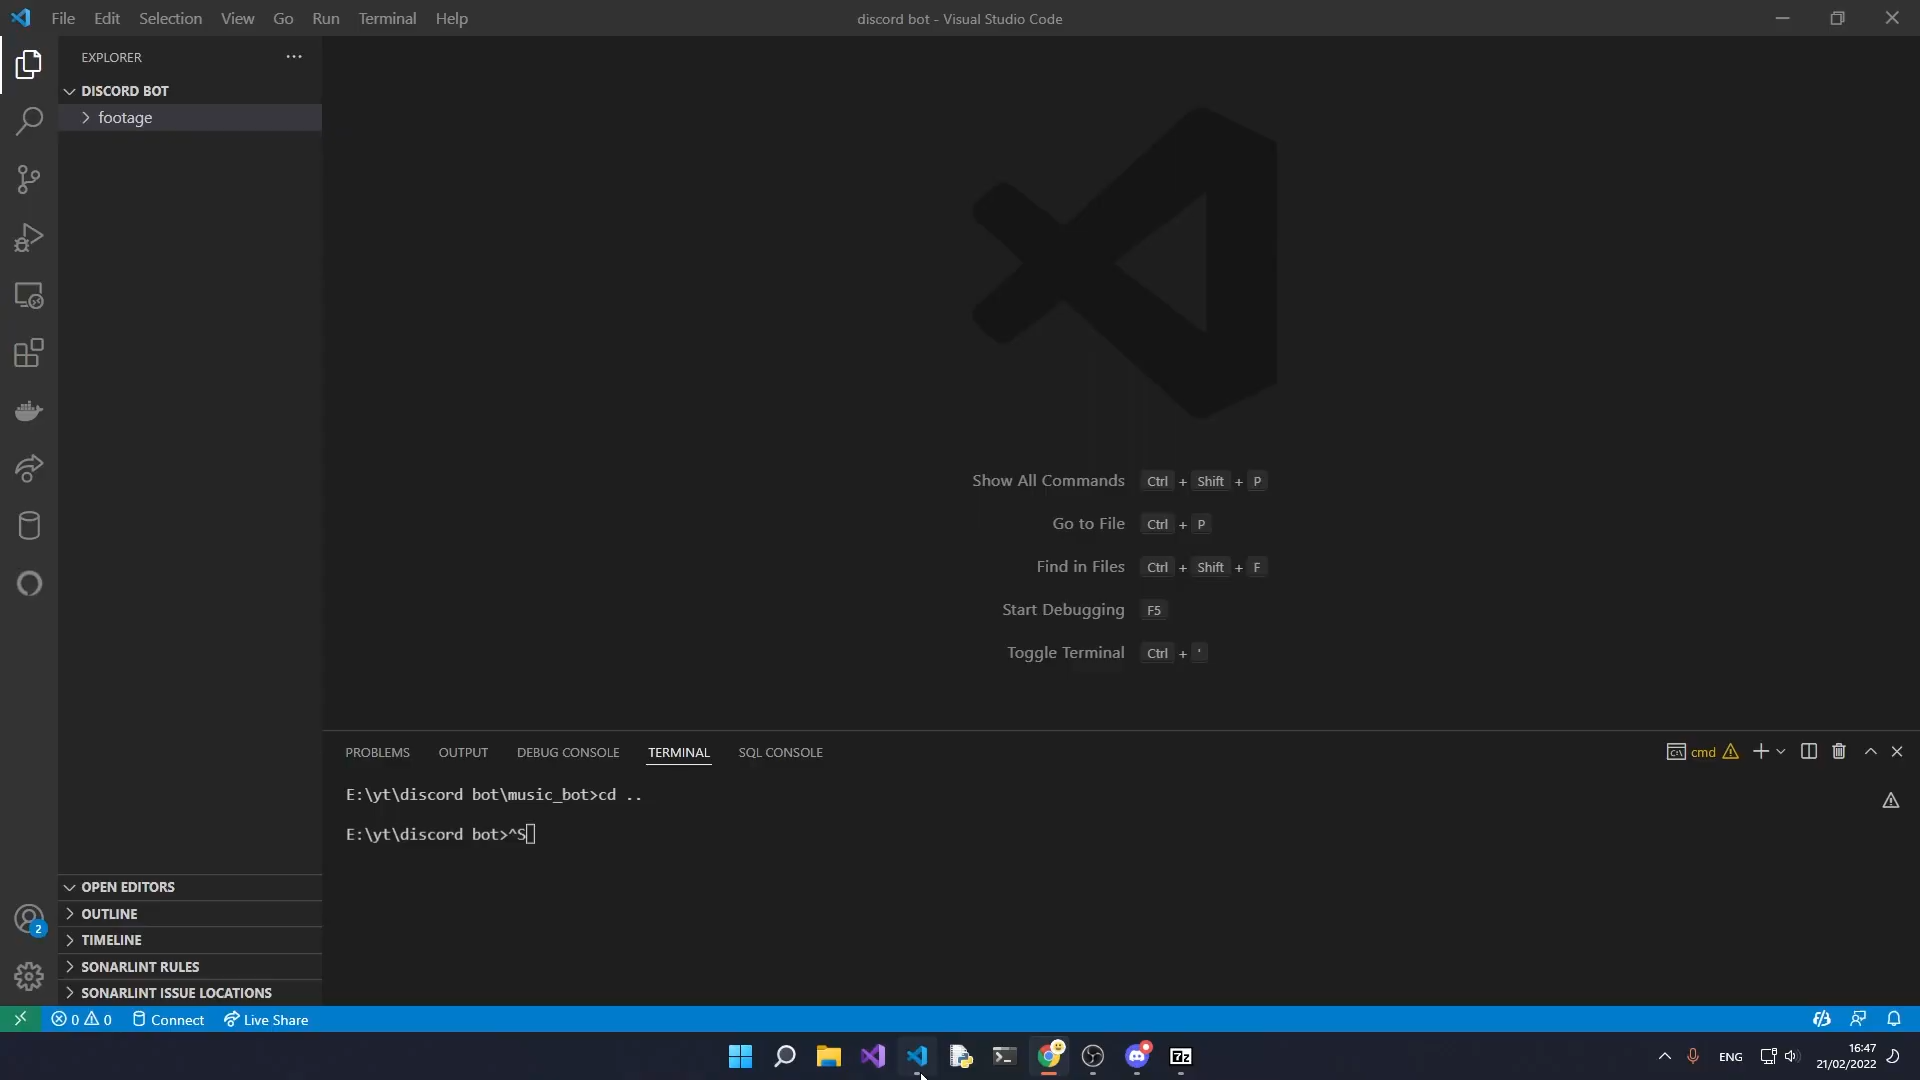 File Edit Selection View Go Run Terminal Help
discord bot - Visual Studio Code
EXPLORER
DISCORD BOT
footage
Show All Commands Ctrl + Shift + P
Go to File Ctrl + P
Find in Files Ctrl + Shift + F
Start Debugging F5
Toggle Terminal Ctrl + '
PROBLEMS OUTPUT DEBUG CONSOLE TERMINAL SQL CONSOLE
cmd
E:\yt\discord bot\music_bot>cd ..
E:\yt\discord bot>^S
OPEN EDITORS
OUTLINE
TIMELINE
SONARLINT RULES
SONARLINT ISSUE LOCATIONS
2
0 0 Connect Live Share
7z
ENG
16:47
21/02/2022